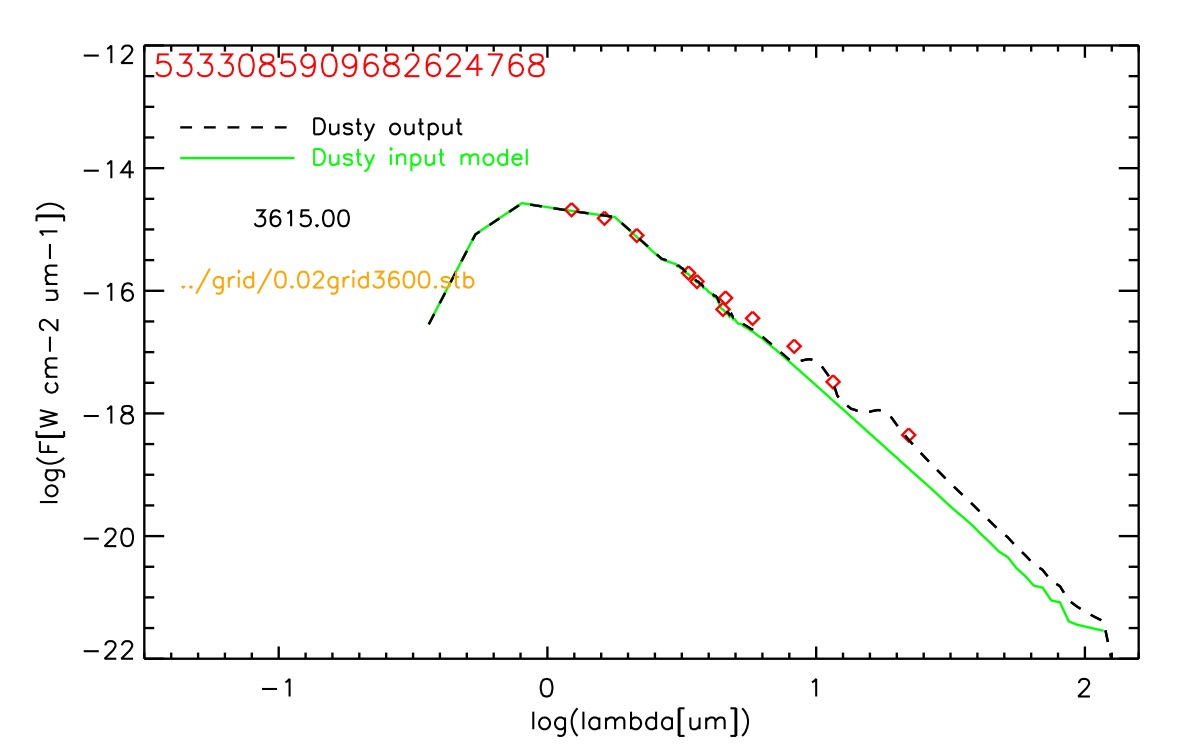 5333085909682624768
Dusty output
Dusty input model
3615.00
../grid/0.02grid3600.stb
log(F[W cm-2 um-1])
-12
-14
-16
-18
-20
-22
-1 0 1 2
log(lambda[um])